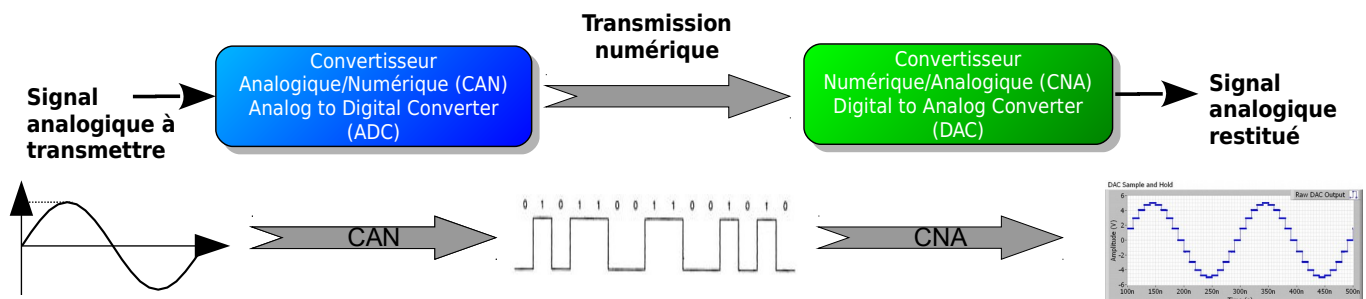 Signal
analogique à
transmettre
Convertisseur
Analogique/Numérique (CAN)
Analog to Digital Converter
(ADC)
Transmission
numérique
Convertisseur
Numérique/Analogique (CNA)
Digital to Analog Converter
(DAC)
Signal
analogique
restitué
CAN
0 1 0 1 1 0 0 1 1 0 0 1 0 1 0
CNA
DAC Sample and Hold
Raw DAC Output
Amplitude (V)
6
4
2
0
-2
-4
-6
100n 150n 200n 250n 300n 350n 400n 450n 500n